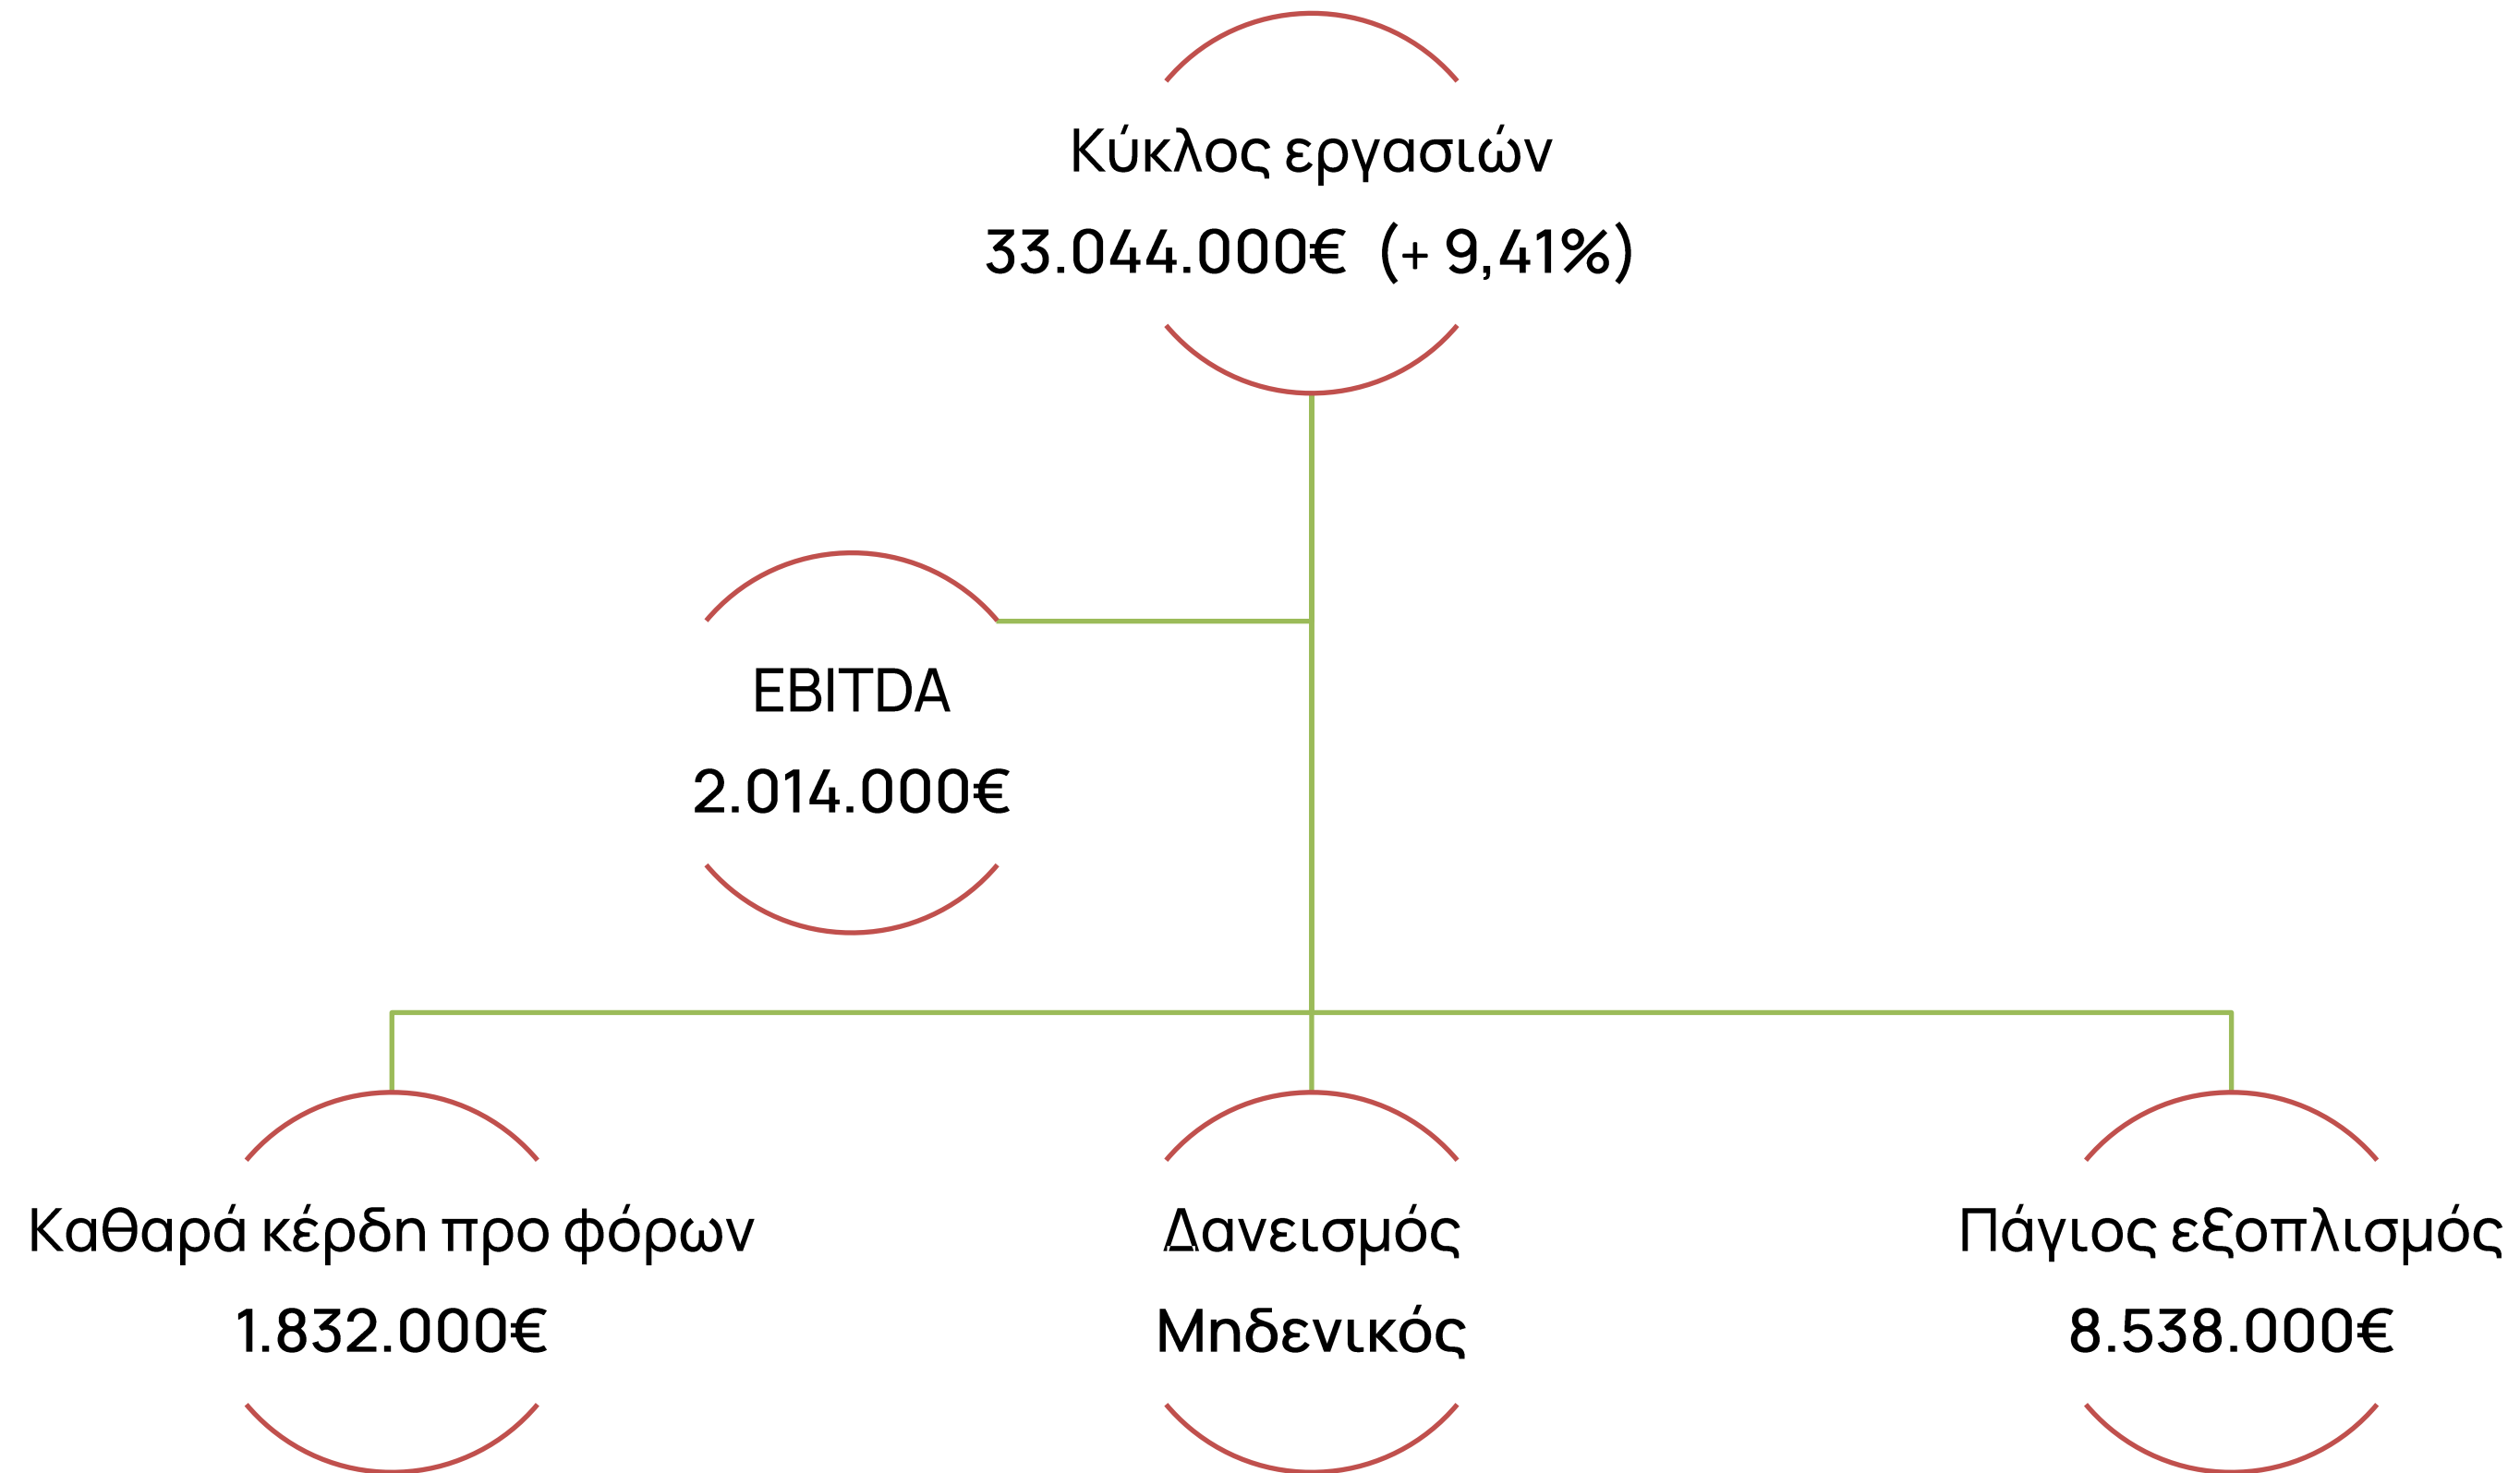 Κύκλος εργασιών
33.044.000€ (+ 9,41%)
EBITDA
2.014.000€
Καθαρά κέρδη προ φόρων
1.832.000€
Δανεισμός
Μηδενικός
Πάγιος εξοπλισμός
8.538.000€